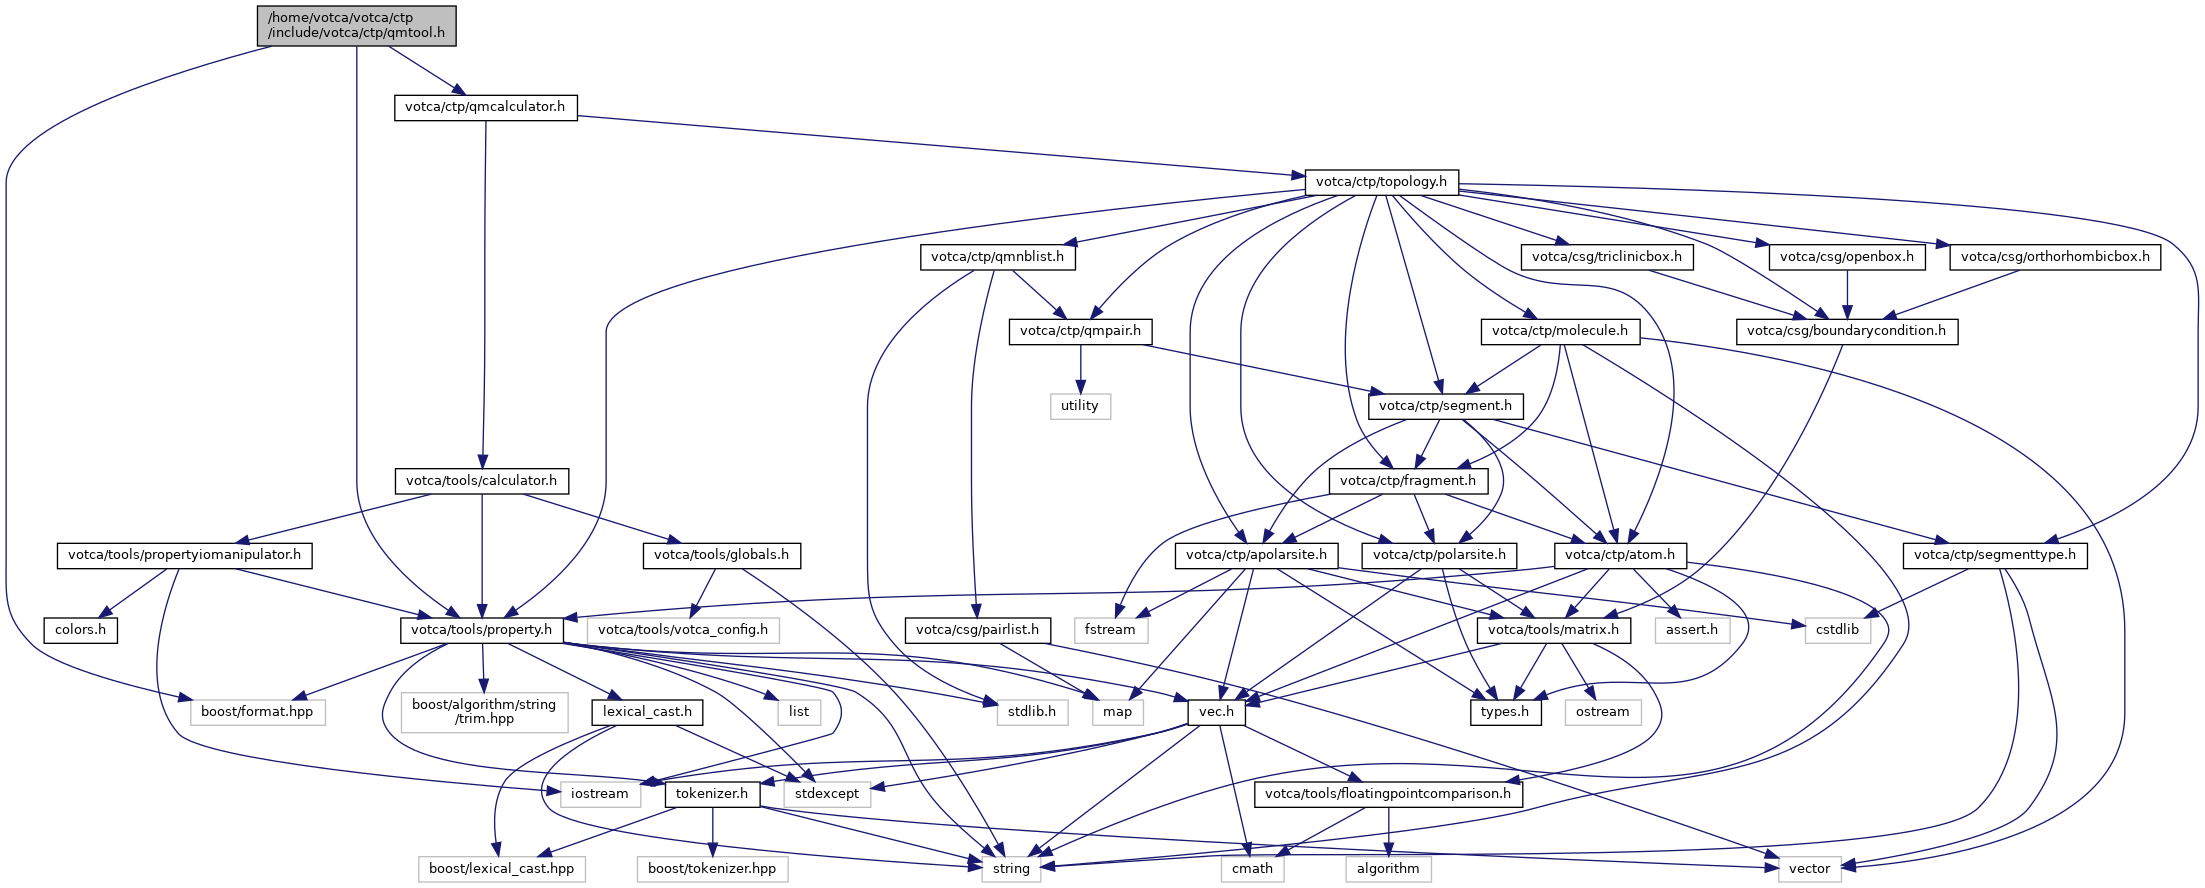 /home/votca/votca/ctp
/include/votca/ctp/qmtool.h
votca/ctp/qmcalculator.h
votca/ctp/topology.h
votca/ctp/qmnblist.h
votca/csg/triclinicbox.h
votca/csg/openbox.h
votca/csg/orthorhombicbox.h
votca/ctp/qmpair.h
votca/ctp/molecule.h
votca/csg/boundarycondition.h
utility
votca/ctp/segment.h
votca/tools/calculator.h
votca/ctp/fragment.h
votca/tools/propertyiomanipulator.h
votca/tools/globals.h
votca/ctp/apolarsite.h
votca/ctp/polarsite.h
votca/ctp/atom.h
votca/ctp/segmenttype.h
colors.h
votca/tools/property.h
votca/tools/votca_config.h
votca/csg/pairlist.h
fstream
votca/tools/matrix.h
assert.h
cstdlib
boost/format.hpp
boost/algorithm/string
/trim.hpp
lexical_cast.h
list
stdlib.h
map
vec.h
types.h
ostream
iostream
tokenizer.h
stdexcept
votca/tools/floatingpointcomparison.h
boost/lexical_cast.hpp
boost/tokenizer.hpp
string
cmath
algorithm
vector